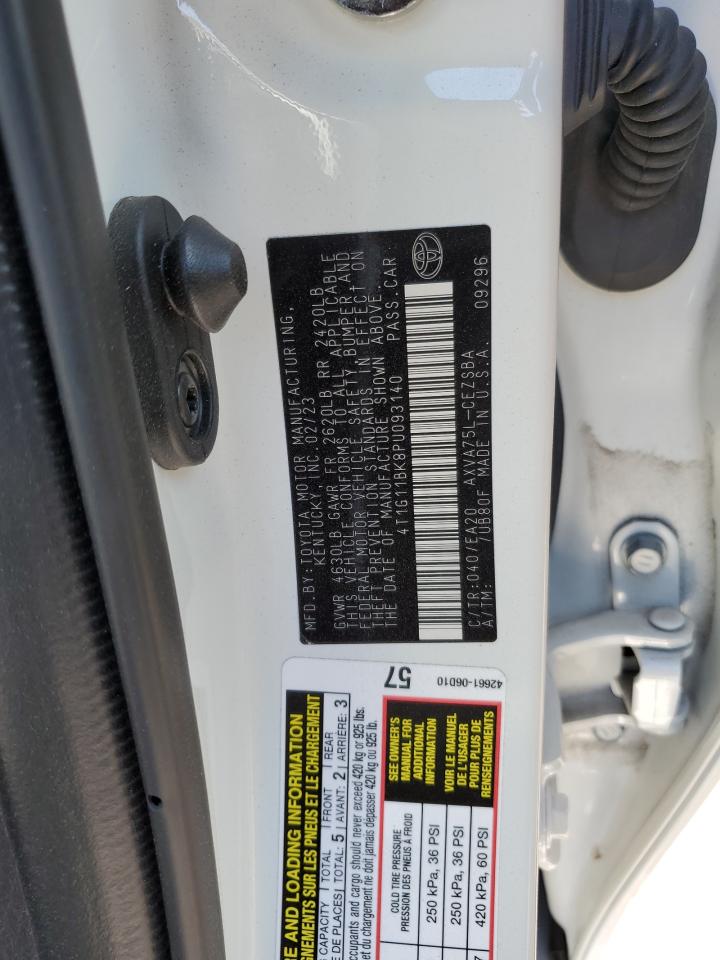 MFD.BY:TOYOTA MOTOR MANUFACTURING,
KENTUCKY, INC. 02/23
GVWR 4630LB GAWR FR 2620LB RR 2420LB
THIS VEHICLE CONFORMS TO ALL APPLICABLE
FEDERAL MOTOR VEHICLE SAFETY, BUMPER, AND
THEFT PREVENTION STANDARDS IN EFFECT ON
THE DATE OF MANUFACTURE SHOWN ABOVE.
4T1G11BK8PU093140 PASS.CAR
C/TR:040/EA20 AXVA75L-CEZSBA
A/TM: /UB80F MADE IN U.S.A. 09296
57
42661-06D10
AND LOADING INFORMATION
SUR LES PNEUS ET LE CHARGEMENT
CAPACITY | TOTAL | FRONT | REAR
DE PLACES| TOTAL: 5 | AVANT: 2 | ARRIÈRE: 3
and cargo should never exceed 420 kg or 925 lbs.
et du chargement ne doit jamais dépasser 420 kg ou 925 lb.
COLD TIRE PRESSURE
PRESSION DES PNEUS À FROID
SEE OWNER'S
MANUAL FOR
ADDITIONAL
INFORMATION
250 kPa, 36 PSI
250 kPa, 36 PSI
VOIR LE MANUEL
DE L'USAGER
POUR PLUS DE
RENSEIGNEMENTS
420 kPa, 60 PSI